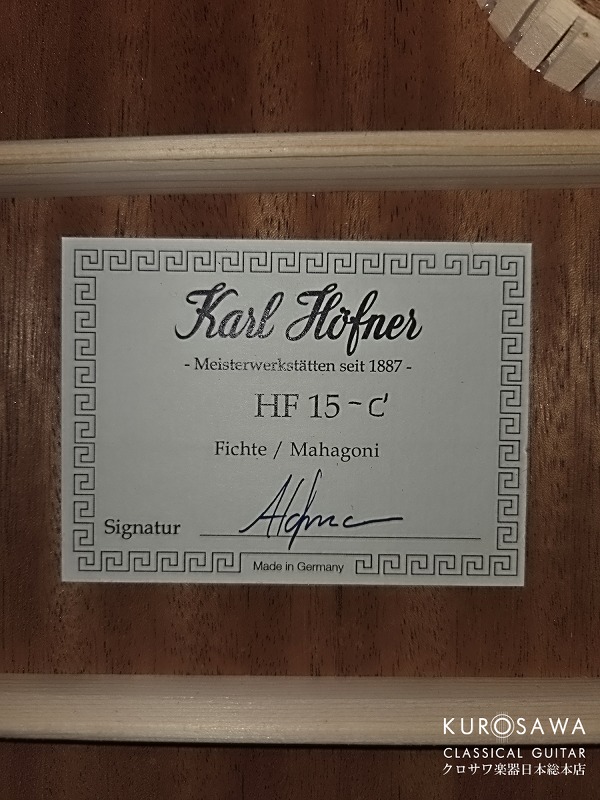 Karl Höfner
- Meisterwerkstätten seit 1887 -
HF 15 - C'
Fichte / Mahagoni
Signatur
Made in Germany
KUROSAWA
CLASSICAL GUITAR
クロサワ楽器日本総本店